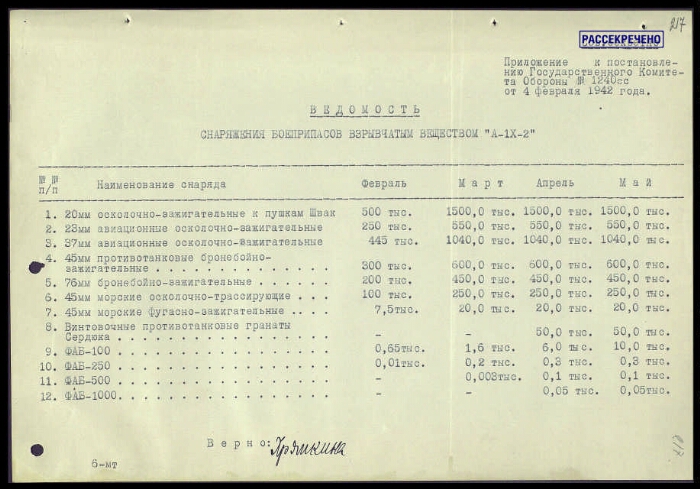 217
РАССЕКРЕЧЕНО
Приложение к постановле-
нию Государственного Комите-
та Обороны № 1240сс
от 4 февраля 1942 года.
ВЕДОМОСТЬ
СНАРЯЖЕНИЯ БОЕПРИПАСОВ ВЗРЫВЧАТЫМ ВЕЩЕСТВОМ "А-1Х-2"
№№ п/п Наименование снаряда Февраль Март Апрель Май
1. 20мм осколочно-зажигательные к пушкам Швак 500 тыс. 1500,0 тыс. 1500,0 тыс. 1500,0 тыс.
2. 23мм авиационные осколочно-зажигательные 250 тыс. 550,0 тыс. 550,0 тыс. 550,0 тыс.
3. 37мм авиационные осколочно-зажигательные 445 тыс. 1040,0 тыс. 1040,0 тыс. 1040,0 тыс.
4. 45мм противотанковые бронебойно-
зажигательные . . . . . . . . . . . . . 300 тыс. 600,0 тыс. 600,0 тыс. 600,0 тыс.
5. 76мм бронебойно-зажигательные . . . . . . 200 тыс. 450,0 тыс. 450,0 тыс. 450,0 тыс.
6. 45мм морские осколочно-трассирующие . . . 100 тыс. 250,0 тыс. 250,0 тыс. 250,0 тыс.
7. 45мм морские фугасно-зажигательные . . . . 7,5тыс. 20,0 тыс. 20,0 тыс. 20,0 тыс.
8. Винтовочные противотанковые гранаты
Сердюка . . . . . . . . . . . . . . . . - - 50,0 тыс. 50,0 тыс.
9. ФАБ-100 . . . . . . . . . . . . . . . . 0,65тыс. 1,6 тыс. 6,0 тыс. 10,0 тыс.
10. ФАБ-250 . . . . . . . . . . . . . . . . 0,01тыс. 0,2 тыс. 0,3 тыс. 0,3 тыс.
11. ФАБ-500 . . . . . . . . . . . . . . . . - 0,003тыс. 0,1 тыс. 0,1 тыс.
12. ФАБ-1000. . . . . . . . . . . . . . . . - - 0,05 тыс. 0,05тыс.
Верно:
6-мт